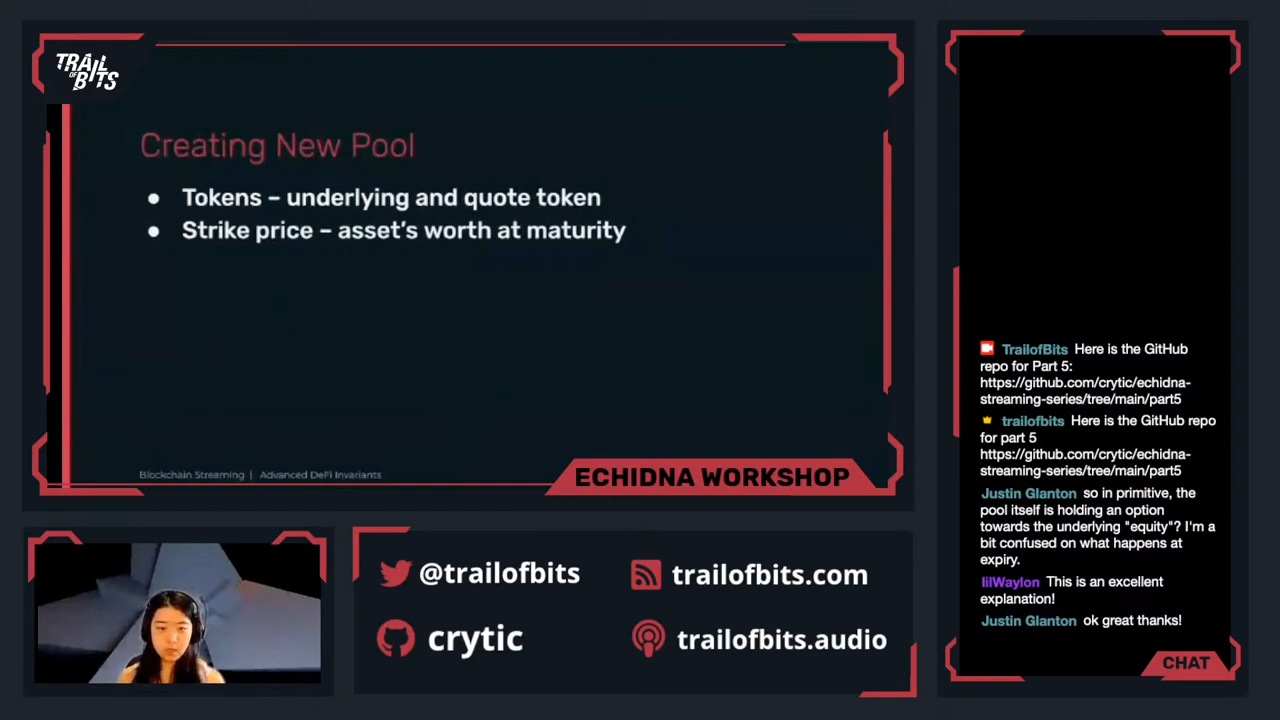 TRAIL
OF
BITS
Creating New Pool
● Tokens – underlying and quote token
● Strike price – asset's worth at maturity
Blockchain Streaming | Advanced DeFi Invariants
ECHIDNA WORKSHOP
@trailofbits
trailofbits.com
crytic
trailofbits.audio
TrailofBits Here is the GitHub
repo for Part 5:
https://github.com/crytic/echidna-
streaming-series/tree/main/part5
trailofbits Here is the GitHub repo
for part 5
https://github.com/crytic/echidna-
streaming-series/tree/main/part5
Justin Glanton so in primitive, the
pool itself is holding an option
towards the underlying "equity"? I'm a
bit confused on what happens at
expiry.
lilWaylon This is an excellent
explanation!
Justin Glanton ok great thanks!
CHAT